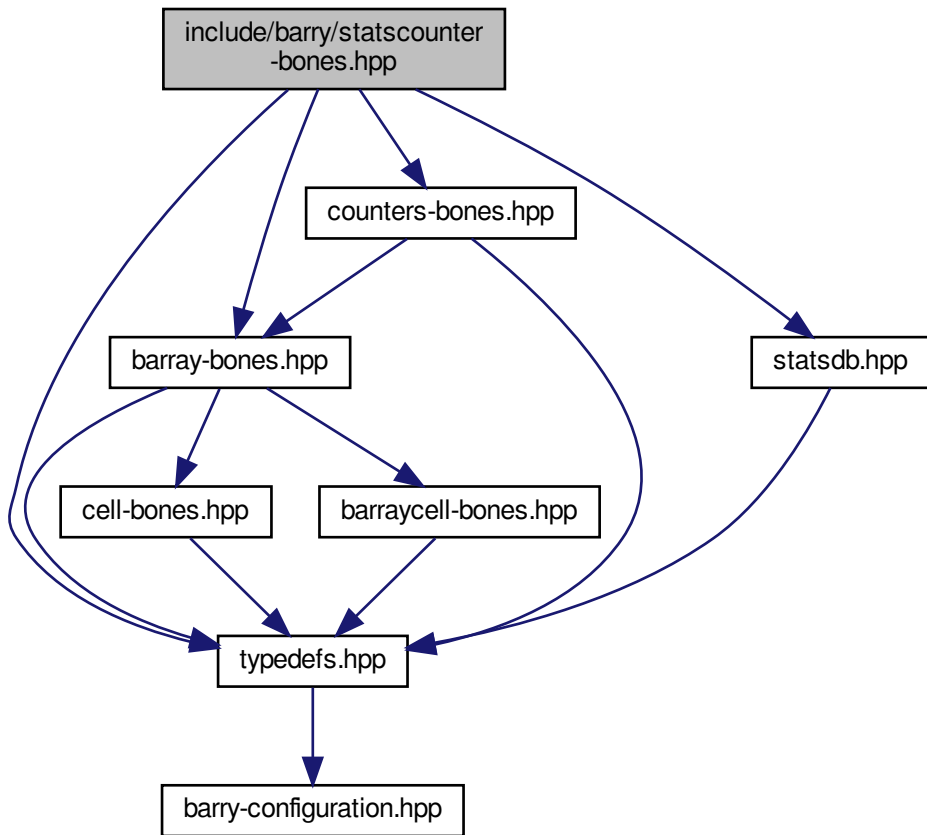 include/barry/statscounter
-bones.hpp
counters-bones.hpp
barray-bones.hpp
statsdb.hpp
cell-bones.hpp
barraycell-bones.hpp
typedefs.hpp
barry-configuration.hpp